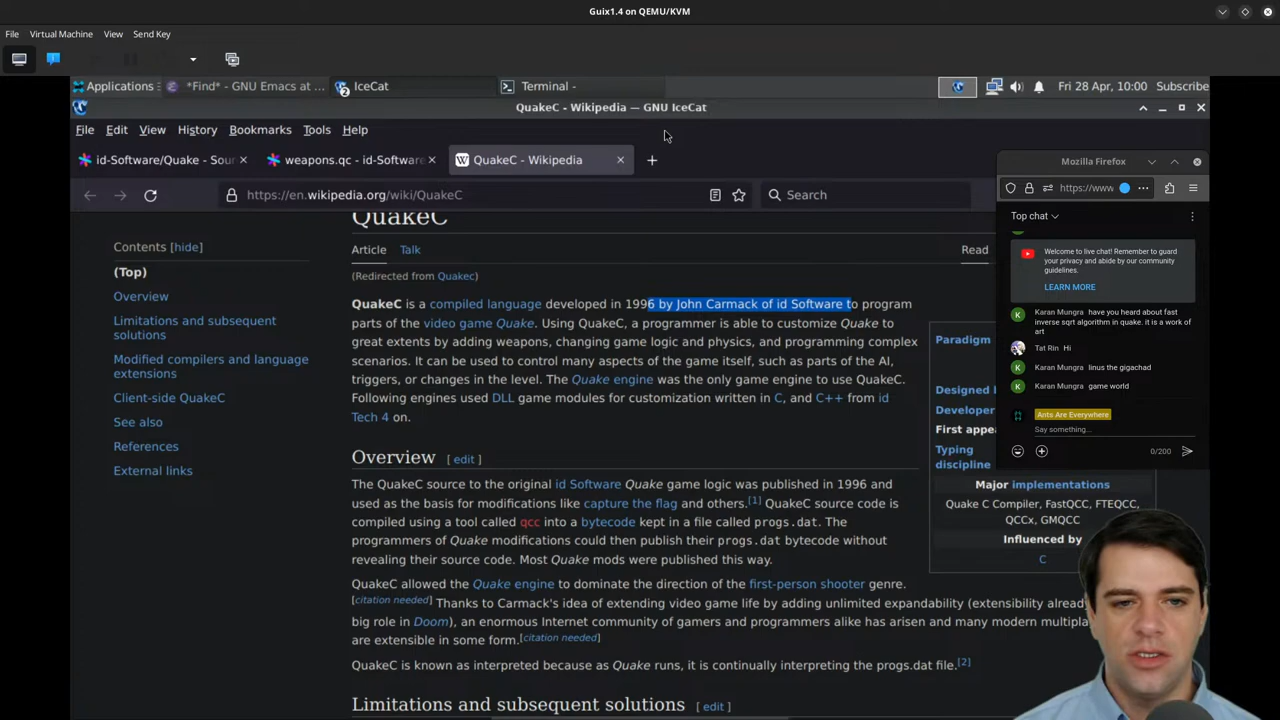 Guix1.4 on QEMU/KVM
File Virtual Machine View Send Key
Applications *Find* - GNU Emacs at ... IceCat Terminal - Fri 28 Apr, 10:00 Subscribe
QuakeC - Wikipedia — GNU IceCat
File Edit View History Bookmarks Tools Help
id-Software/Quake - Sour QuakeC - Wikipedia
weapons.qc - id-Software
https://en.wikipedia.org/wiki/QuakeC Search
QuakeC
Contents [hide]
(Top)
Overview
Limitations and subsequent
solutions
Modified compilers and language
extensions
Client-side QuakeC
See also
References
External links
Article Talk Read
(Redirected from Quakec)
QuakeC is a compiled language developed in 1996 by John Carmack of id Software to program
parts of the video game Quake. Using QuakeC, a programmer is able to customize Quake to
great extents by adding weapons, changing game logic and physics, and programming complex
scenarios. It can be used to control many aspects of the game itself, such as parts of the AI,
triggers, or changes in the level. The Quake engine was the only game engine to use QuakeC.
Following engines used DLL game modules for customization written in C, and C++ from id
Tech 4 on.
Overview [ edit ]
The QuakeC source to the original id Software Quake game logic was published in 1996 and
used as the basis for modifications like capture the flag and others.[1] QuakeC source code is
compiled using a tool called qcc into a bytecode kept in a file called progs.dat. The
programmers of Quake modifications could then publish their progs.dat bytecode without
revealing their source code. Most Quake mods were published this way.
QuakeC allowed the Quake engine to dominate the direction of the first-person shooter genre.
[citation needed] Thanks to Carmack's idea of extending video game life by adding unlimited expandability (extensibility already
big role in Doom), an enormous Internet community of gamers and programmers alike has arisen and many modern multipla
are extensible in some form.[citation needed]
QuakeC is known as interpreted because as Quake runs, it is continually interpreting the progs.dat file.[2]
Limitations and subsequent solutions [ edit ]
Paradigm
Designed b
Developer
First appea
Typing
discipline
Major implementations
Quake C Compiler, FastQCC, FTEQCC,
QCCx, GMQCC
Influenced by
C
Mozilla Firefox
https://www
Top chat
Welcome to live chat! Remember to guard
your privacy and abide by our community
guidelines.
LEARN MORE
Karan Mungra have you heard about fast
inverse sqrt algorithm in quake. it is a work of
art
Tat Rin Hi
Karan Mungra linus the gigachad
Karan Mungra game world
Ants Are Everywhere
Say something...
0/200